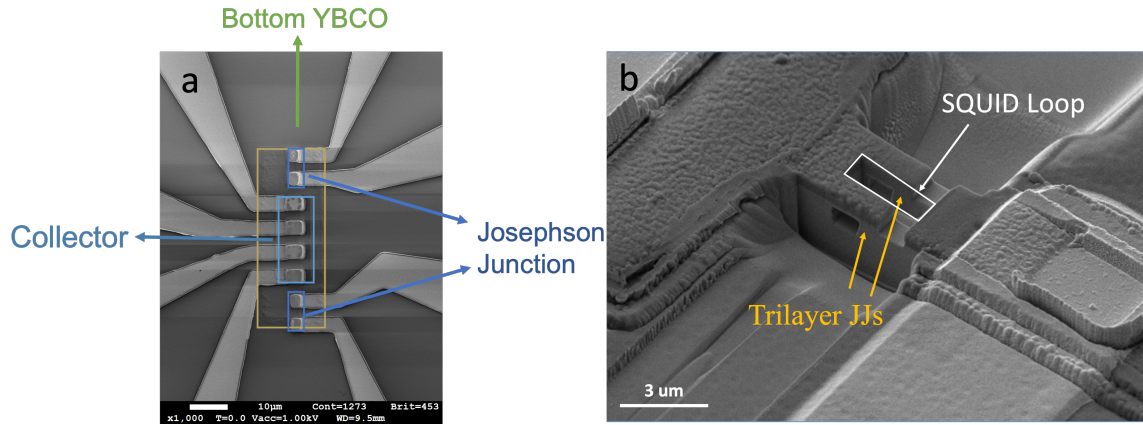 Bottom YBCO
a
Collector
Josephson
Junction
10μm Cont=1273 Brit=453
x1,000 T=0.0 Vacc=1.00kV WD=9.5mm
b
SQUID Loop
Trilayer JJs
3 um